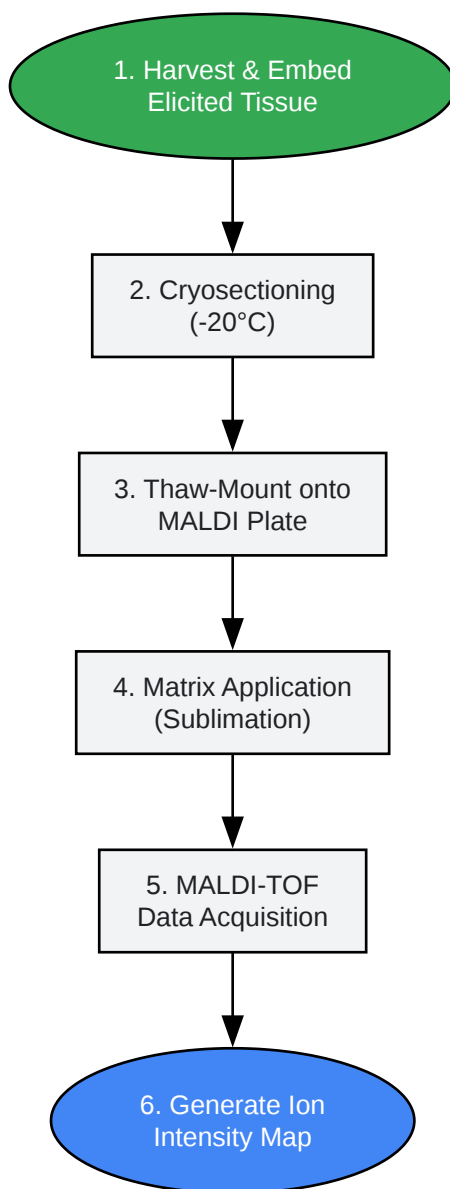 1. Harvest & Embed
Elicited Tissue
2. Cryosectioning
(-20°C)
3. Thaw-Mount onto
MALDI Plate
4. Matrix Application
(Sublimation)
5. MALDI-TOF
Data Acquisition
6. Generate Ion
Intensity Map